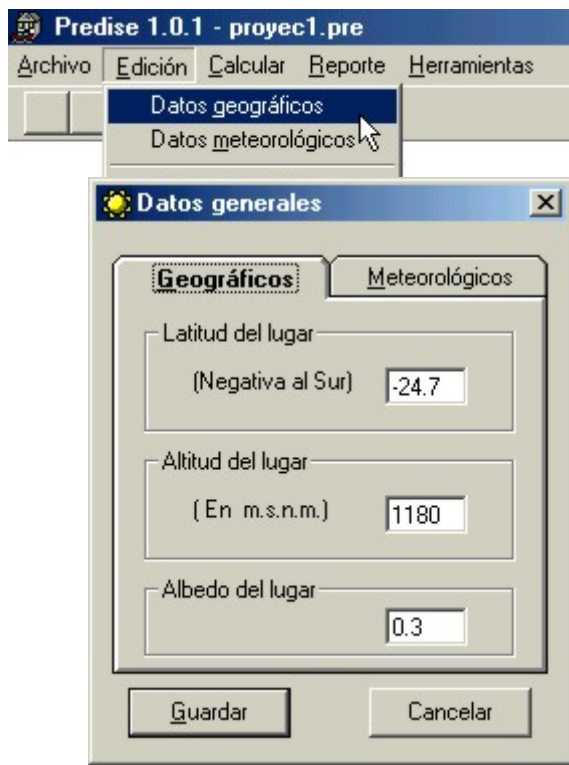 Predise 1.0.1 - proyec1.pre
Archivo Edición Calcular Reporte Herramientas
Datos geográficos
Datos meteorológicos
Datos generales
Geográficos Meteorológicos
Latitud del lugar
(Negativa al Sur) -24.7
Altitud del lugar
( En m.s.n.m.) 1180
Albedo del lugar
0.3
Guardar Cancelar